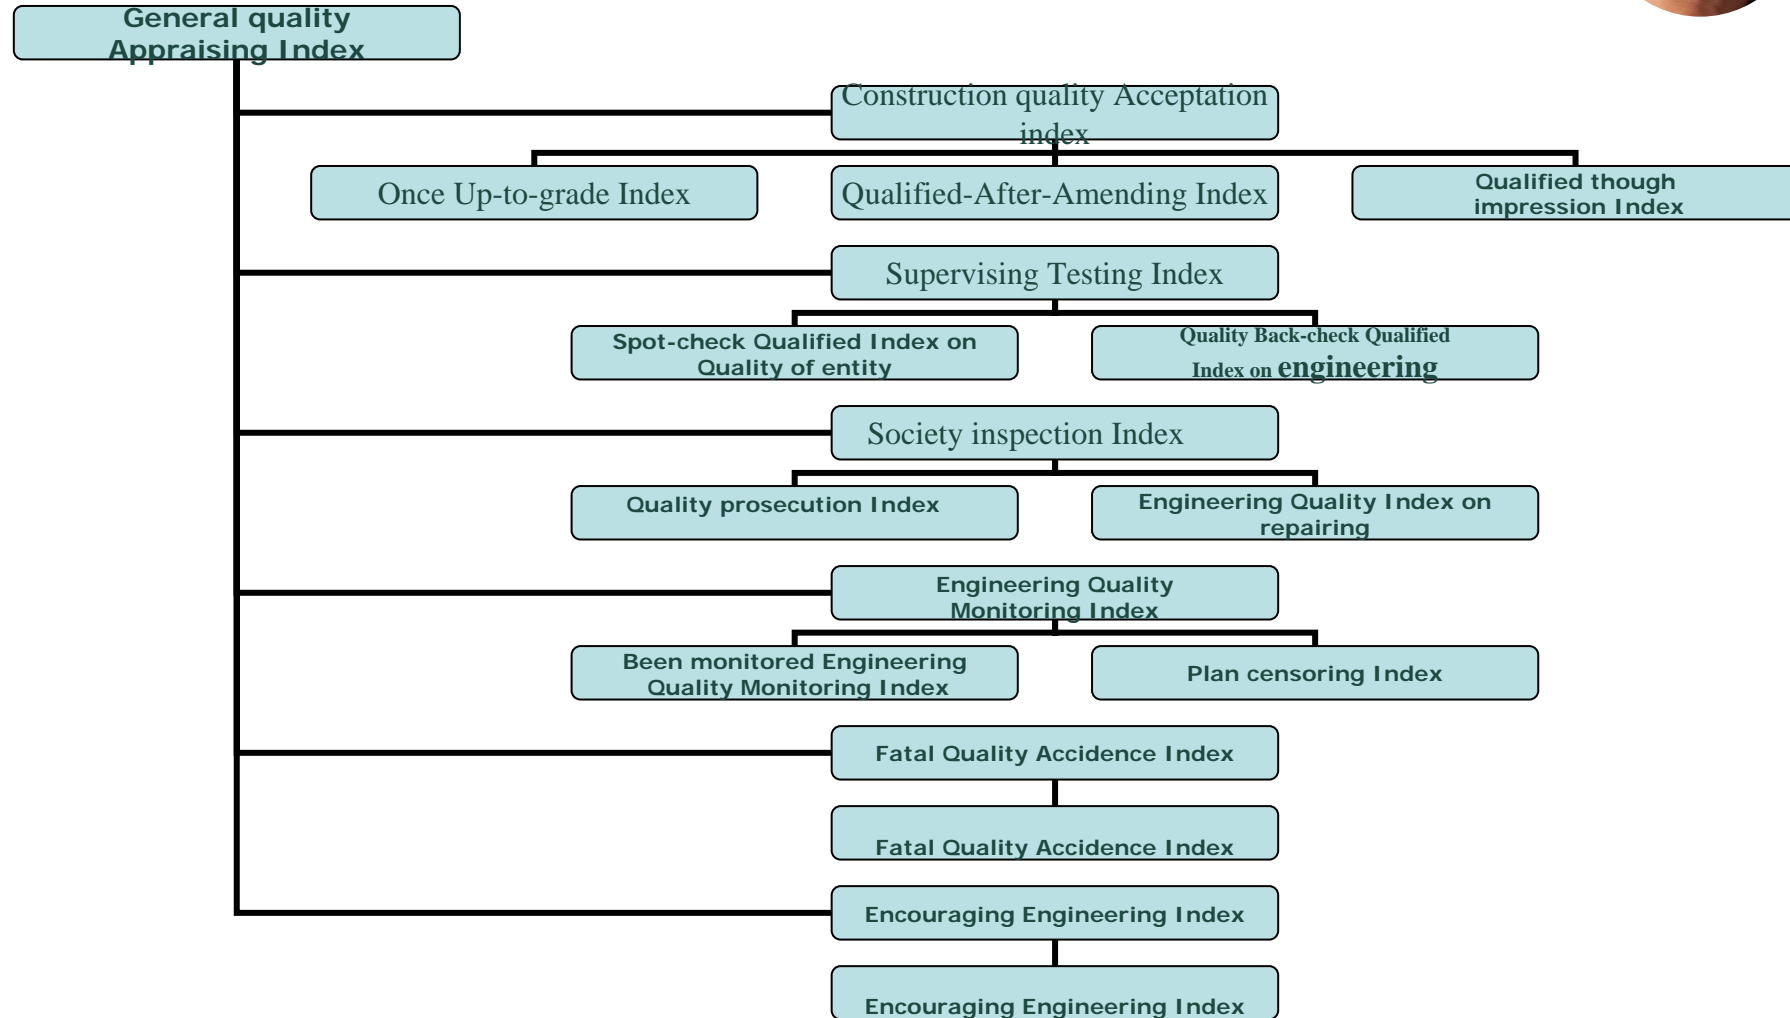 General quality
Appraising Index
Construction quality Acceptation
index
Once Up-to-grade Index
Qualified-After-Amending Index
Qualified though
impression Index
Supervising Testing Index
Spot-check Qualified Index on
Quality of entity
Quality Back-check Qualified
Index on engineering
Society inspection Index
Quality prosecution Index
Engineering Quality Index on
repairing
Engineering Quality
Monitoring Index
Been monitored Engineering
Quality Monitoring Index
Plan censoring Index
Fatal Quality Accidence Index
Fatal Quality Accidence Index
Encouraging Engineering Index
Encouraging Engineering Index